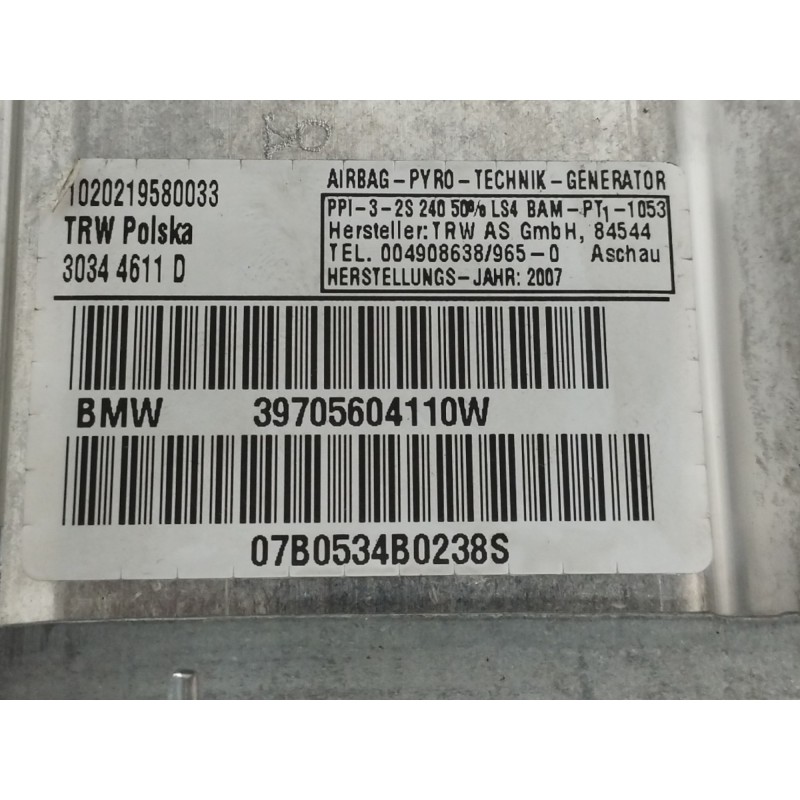 1020219580033
TRW Polska
3034 4611 D
AIRBAG-PYRO-TECHNIK-GENERATOR
PPI-3-2S 240 50% LS4 BAM-PT1-1053
Hersteller: TRW AS GmbH, 84544
TEL. 004908638/965-0 Aschau
HERSTELLUNGS-JAHR: 2007
BMW 39705604110W
07B0534B0238S